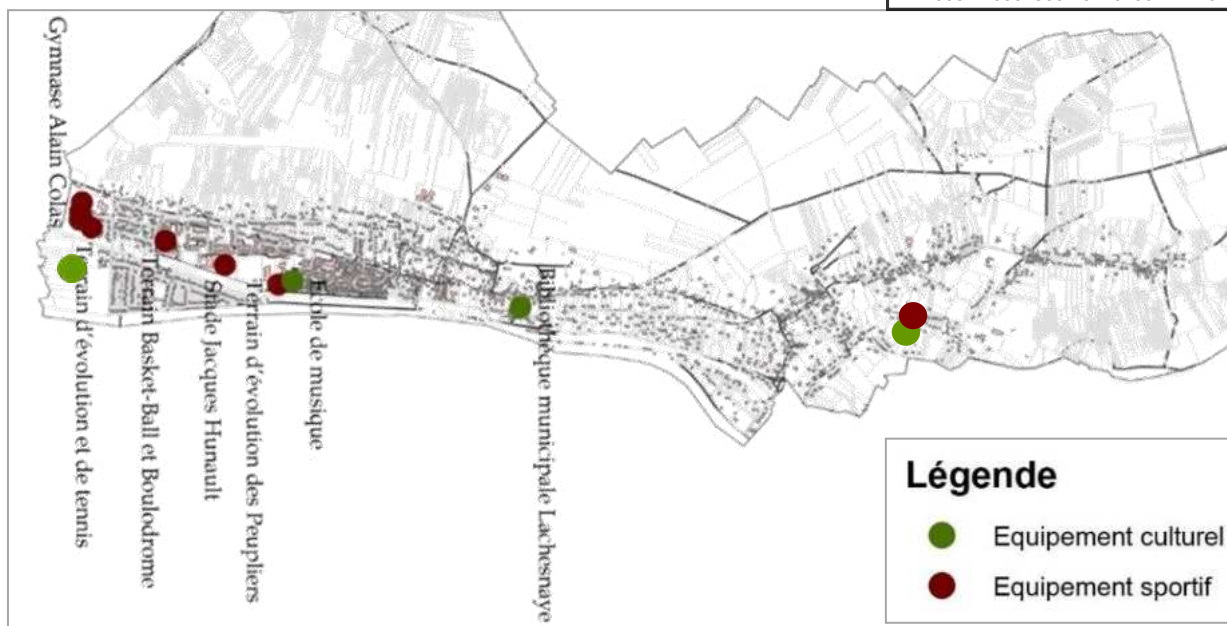 Gymnase Alain Colas
Terrain d'évolution et de tennis
Terrain Basket-Ball et Boulodrome
Stade Jacques Hunault
Terrain d'évolution des Peupliers
Ecole de musique
Bibliothèque municipale Lachesnaye
Légende
Equipement culturel
Equipement sportif